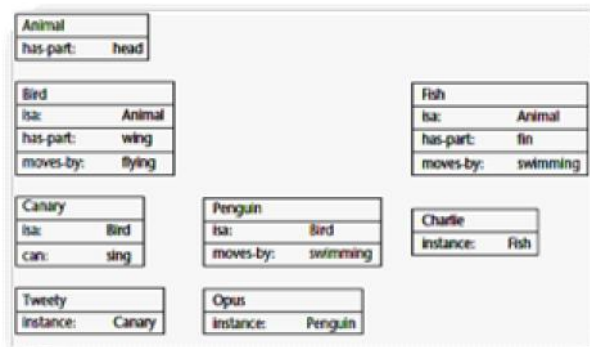 Animal
has-part: head
Bird
isa: Animal
has-part: wing
moves-by: flying
Fish
isa: Animal
has-part: fin
moves-by: swimming
Canary
isa: Bird
can: sing
Penguin
isa: Bird
moves-by: swimming
Charlie
instance: Fish
Tweety
instance: Canary
Opus
instance: Penguin